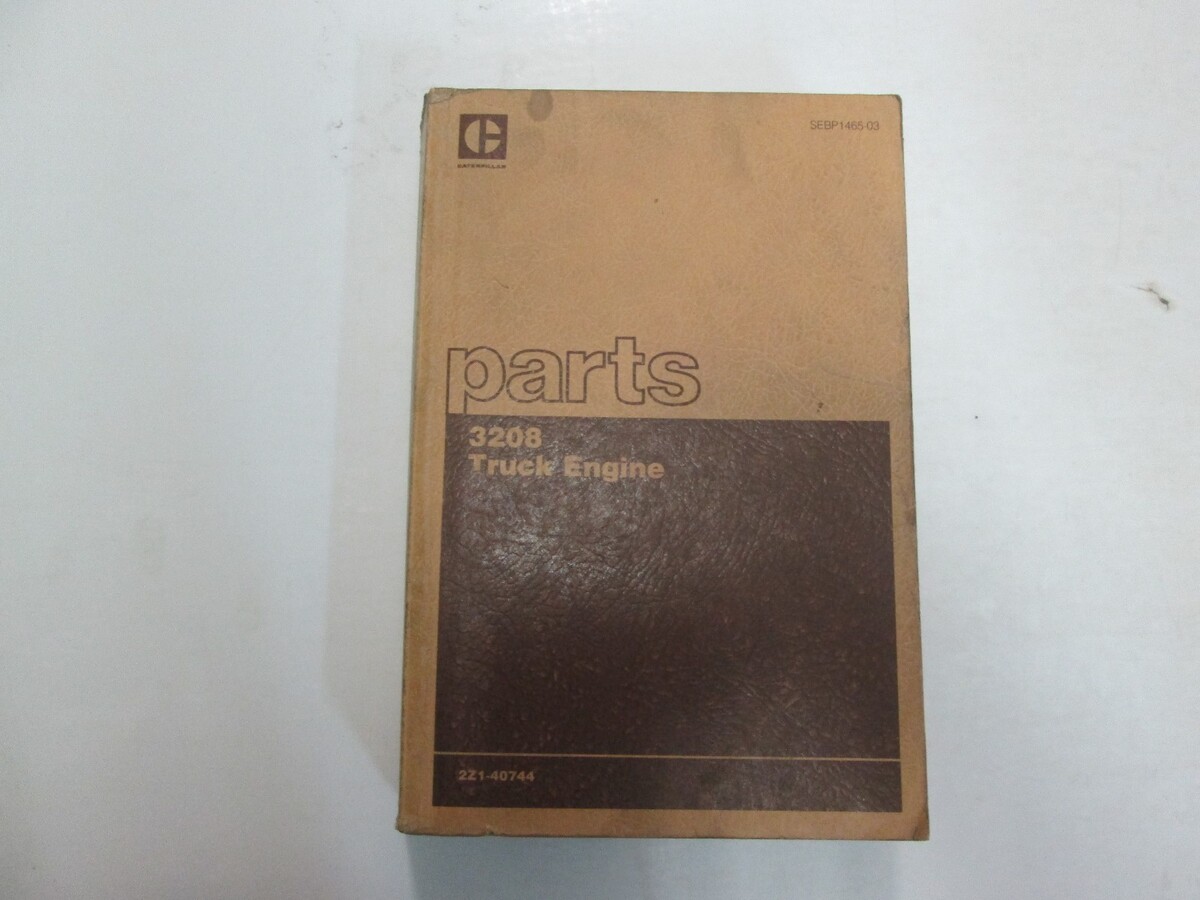 CATERPILLAR
SEBP1465-03
parts
3208
Truck Engine
2Z1-40744